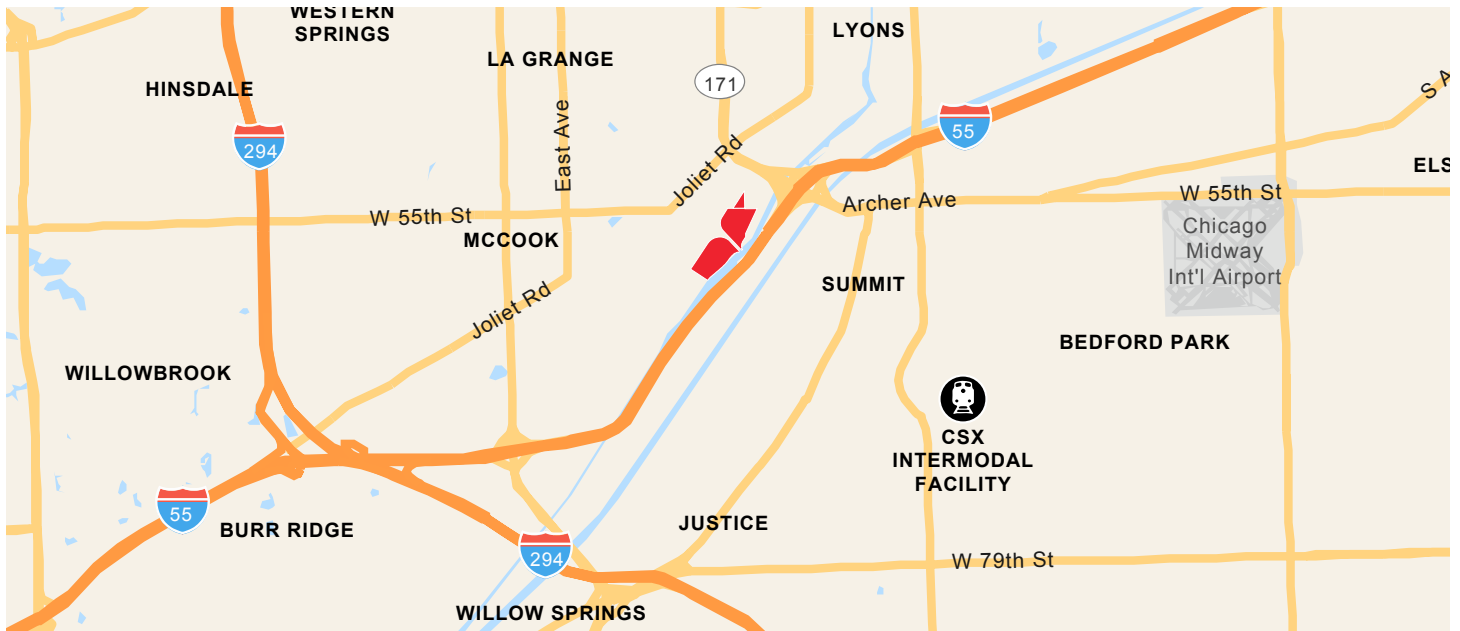 WESTERN
SPRINGS
LYONS
LA GRANGE
HINSDALE
171
S A
55
294
East Ave
Joliet Rd
ELS
W 55th St
Archer Ave
W 55th St
MCCOOK
Chicago
Midway
Int'l Airport
SUMMIT
Joliet Rd
BEDFORD PARK
WILLOWBROOK
CSX
INTERMODAL
FACILITY
55
BURR RIDGE
JUSTICE
294
W 79th St
WILLOW SPRINGS